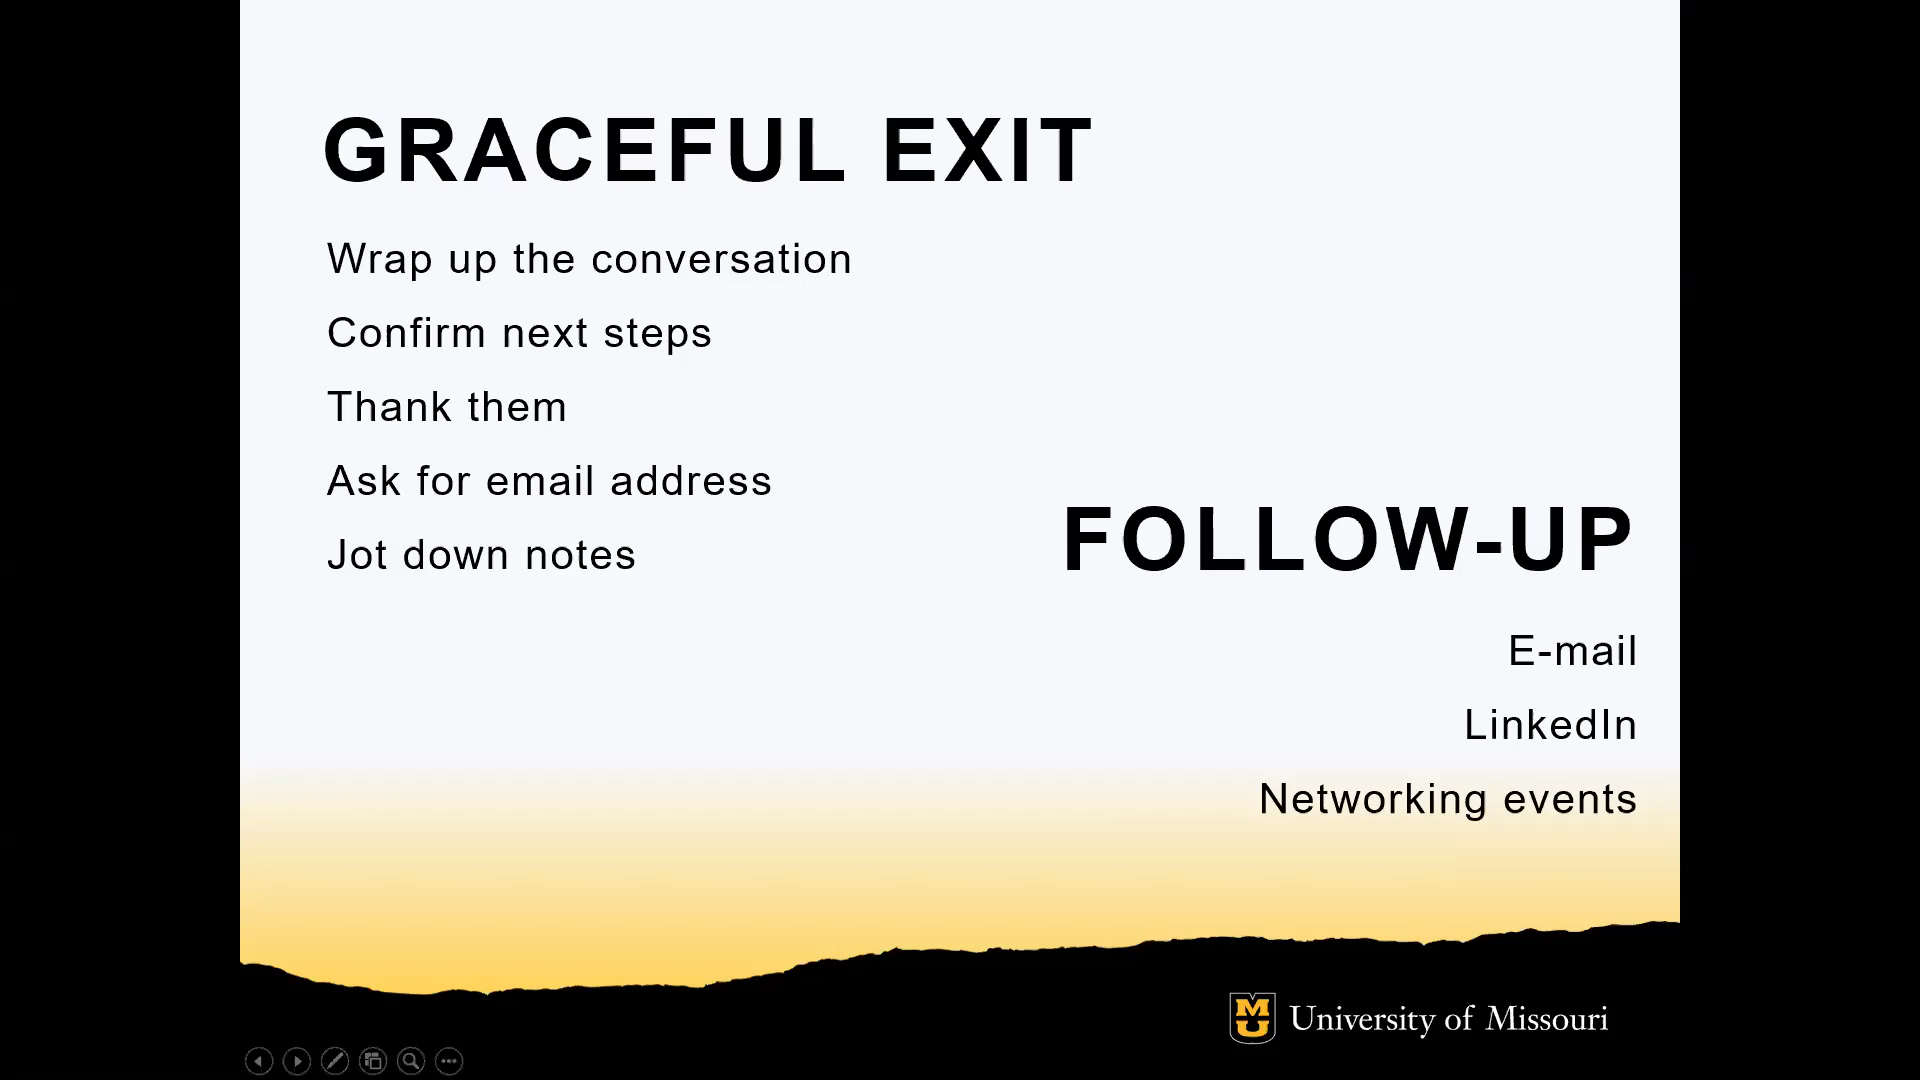 GRACEFUL EXIT
Wrap up the conversation
Confirm next steps
Thank them
Ask for email address
Jot down notes
FOLLOW-UP
E-mail
LinkedIn
Networking events
MU
University of Missouri